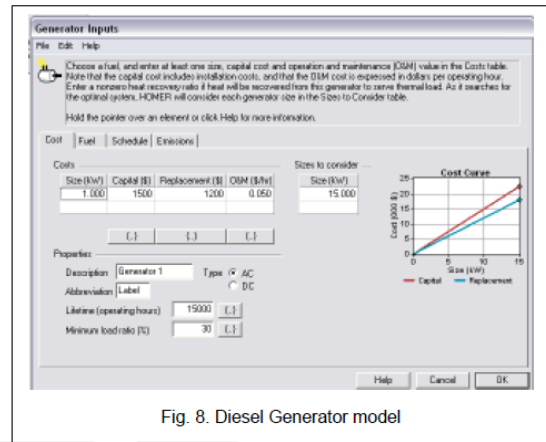 Generator Inputs
File Edit Help
Choose a fuel, and enter at least one size, capital cost and operation and maintenance (O&M) value in the Costs table.
Note that the capital cost includes installation costs, and that the O&M cost is expressed in dollars per operating hour.
Enter a nonzero heat recovery ratio if heat will be recovered from this generator to serve thermal load. As it searches for
the optimal system, HOMER will consider each generator size in the Sizes to Consider table.
Hold the pointer over an element or click Help for more information.
Cost Fuel Schedule Emissions
Costs
Size (kW) Capital ($) Replacement ($) O&M ($/hr)
1.000 1500 1200 0.050
{..} {..} {..}
Sizes to consider
Size (kW)
15.000
Cost Curve
25
20
15
10
5
0
Cost (000 $)
0 5 10 15
Size (kW)
Capital Replacement
Properties
Description Generator 1 Type AC
DC
Abbreviation Label
Lifetime (operating hours) 15000 {..}
Minimum load ratio (%) 30 {..}
Help Cancel OK
Fig. 8. Diesel Generator model